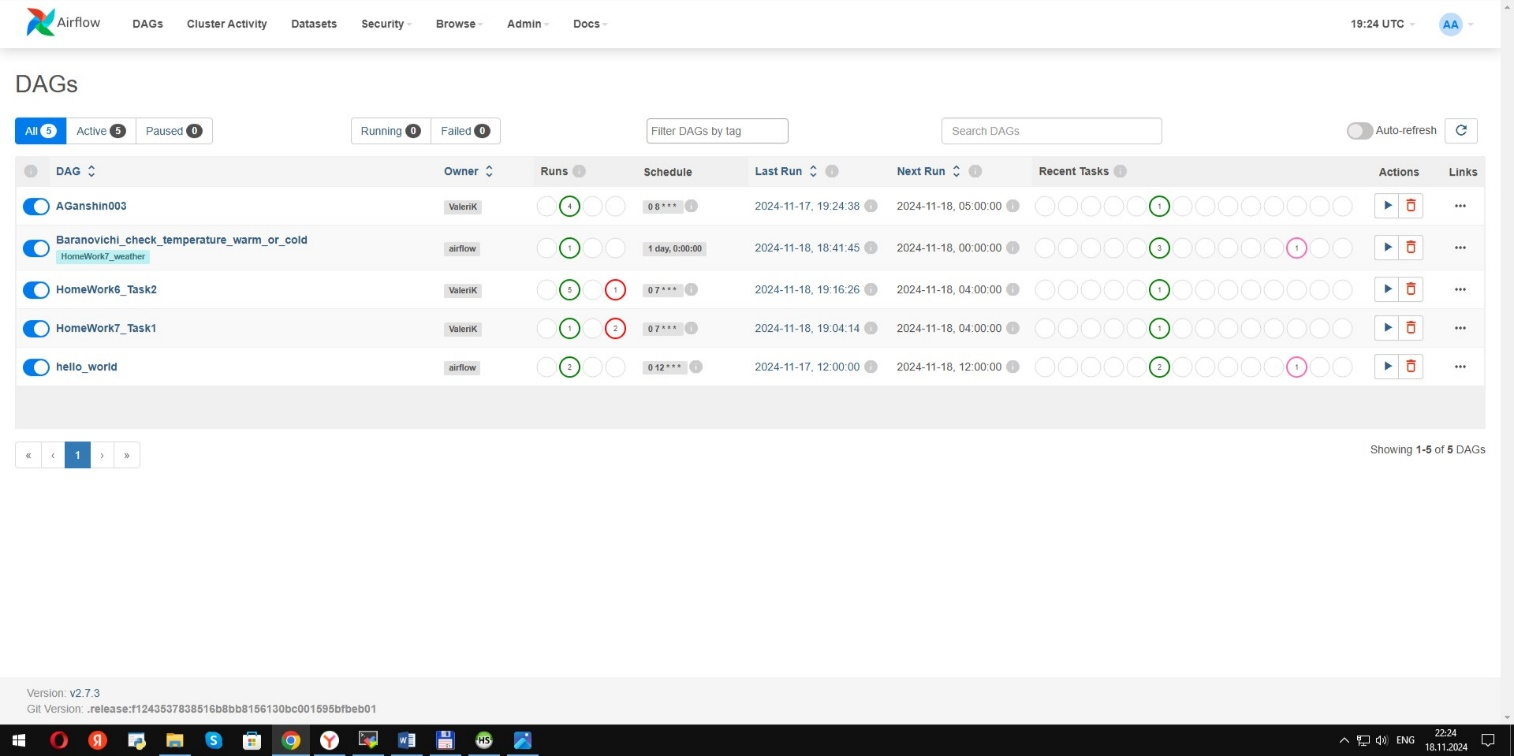 Airflow DAGs Cluster Activity Datasets Security Browse Admin Docs 19:24 UTC AA
DAGs
All 5 Active 5 Paused 0 Running 0 Failed 0 Filter DAGs by tag Search DAGs Auto-refresh
DAG Owner Runs Schedule Last Run Next Run Recent Tasks Actions Links
AGanshin003 ValeriK 4 0 8 * * * 2024-11-17, 19:24:38 2024-11-18, 05:00:00 1
Baranovichi_check_temperature_warm_or_cold airflow 1 1 day, 0:00:00 2024-11-18, 18:41:45 2024-11-18, 00:00:00 3 1
HomeWork7_weather
HomeWork6_Task2 ValeriK 5 1 0 7 * * * 2024-11-18, 19:16:26 2024-11-18, 04:00:00 1
HomeWork7_Task1 ValeriK 1 2 0 7 * * * 2024-11-18, 19:04:14 2024-11-18, 04:00:00 1
hello_world airflow 2 0 12 * * * 2024-11-17, 12:00:00 2024-11-18, 12:00:00 2 1
« ‹ 1 › » Showing 1-5 of 5 DAGs
Version: v2.7.3
Git Version: .release:f1243537838516b8bb8156130bc001595bfbeb01
ENG 22:24
18.11.2024